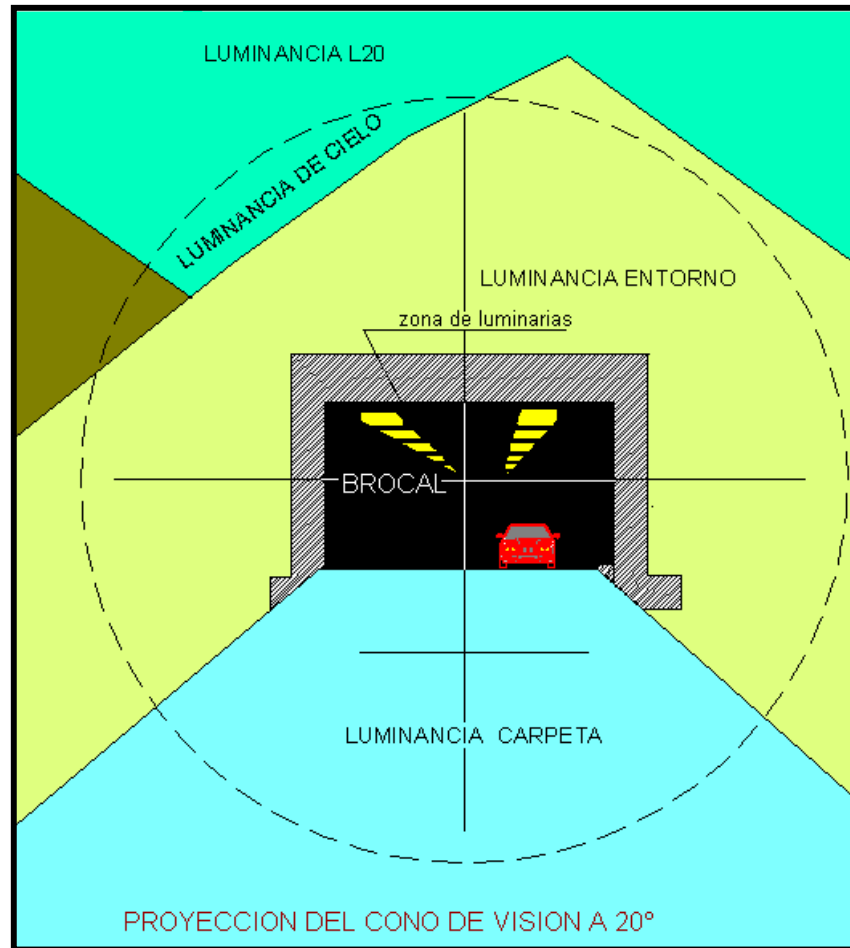 LUMINANCIA L20
LUMINANCIA DE CIELO
LUMINANCIA ENTORNO
zona de luminarias
BROCAL
LUMINANCIA CARPETA
PROYECCION DEL CONO DE VISION A 20°